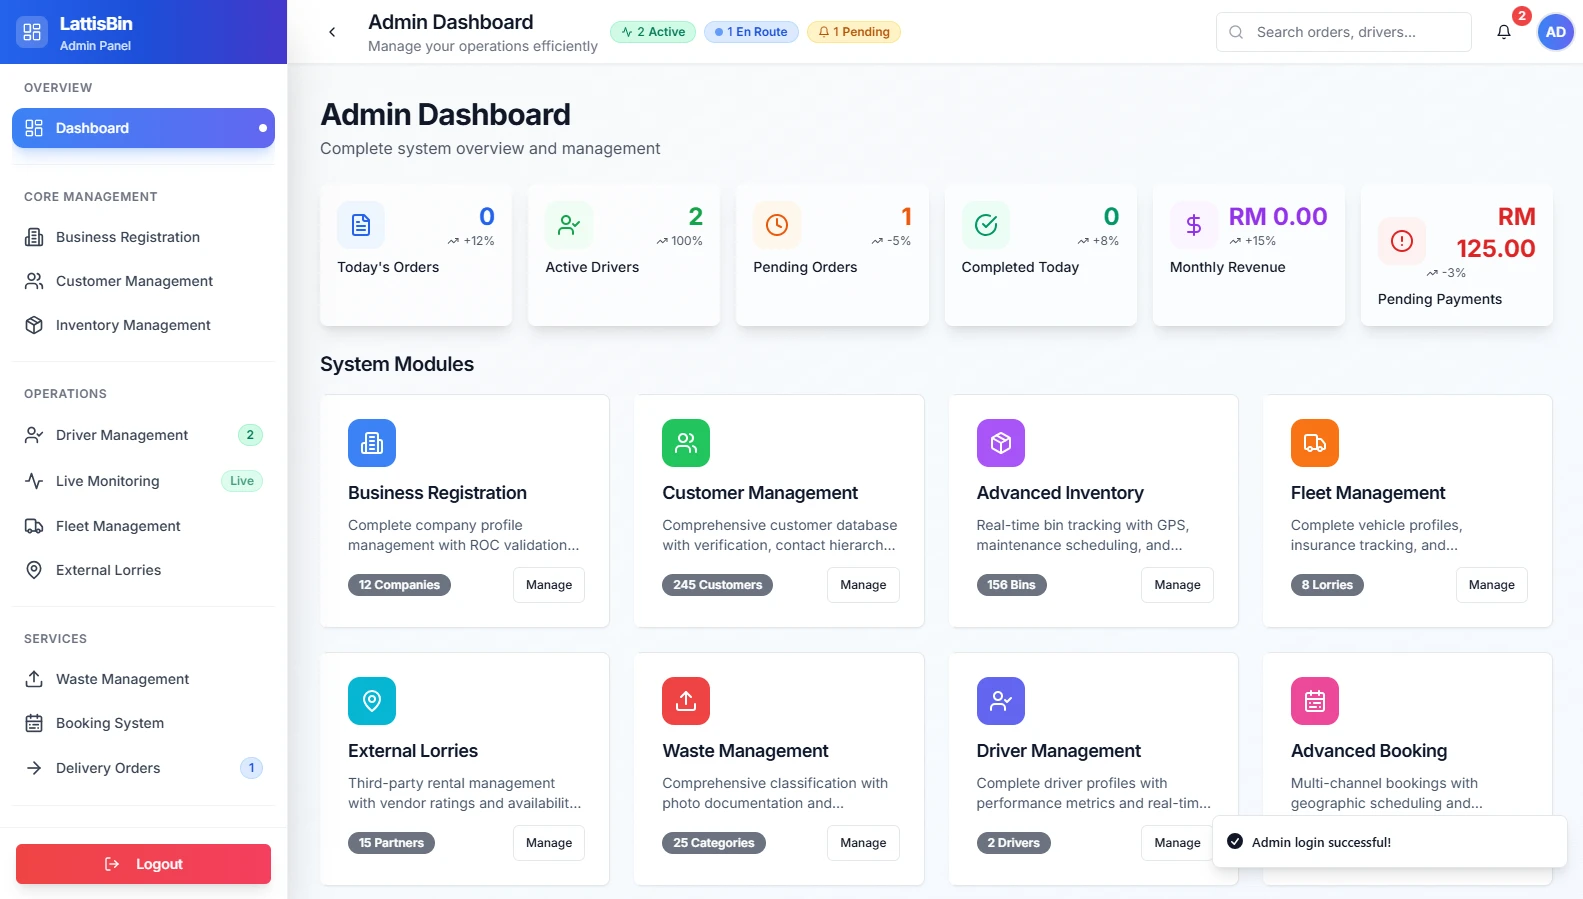 LattisBin
Admin Panel
OVERVIEW
Dashboard
CORE MANAGEMENT
Business Registration
Customer Management
Inventory Management
OPERATIONS
Driver Management 2
Live Monitoring Live
Fleet Management
External Lorries
SERVICES
Waste Management
Booking System
Delivery Orders 1
Logout
Admin Dashboard
Manage your operations efficiently
2 Active
1 En Route
1 Pending
Search orders, drivers...
2
AD
Admin Dashboard
Complete system overview and management
0
+12%
Today's Orders
2
100%
Active Drivers
1
-5%
Pending Orders
0
+8%
Completed Today
RM 0.00
+15%
Monthly Revenue
RM
125.00
-3%
Pending Payments
System Modules
Business Registration
Complete company profile
management with ROC validation...
12 Companies
Manage
Customer Management
Comprehensive customer database
with verification, contact hierarch...
245 Customers
Manage
Advanced Inventory
Real-time bin tracking with GPS,
maintenance scheduling, and...
156 Bins
Manage
Fleet Management
Complete vehicle profiles,
insurance tracking, and...
8 Lorries
Manage
External Lorries
Third-party rental management
with vendor ratings and availabilit...
15 Partners
Manage
Waste Management
Comprehensive classification with
photo documentation and...
25 Categories
Manage
Driver Management
Complete driver profiles with
performance metrics and real-tim...
2 Drivers
Manage
Advanced Booking
Multi-channel bookings with
geographic scheduling and...
Admin login successful!